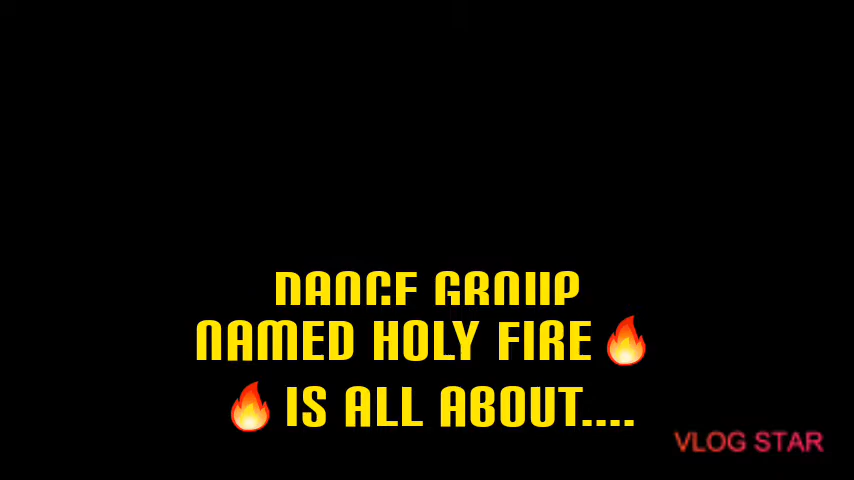 DANCE GROUP
NAMED HOLY FIRE🔥
🔥IS ALL ABOUT....
VLOG STAR